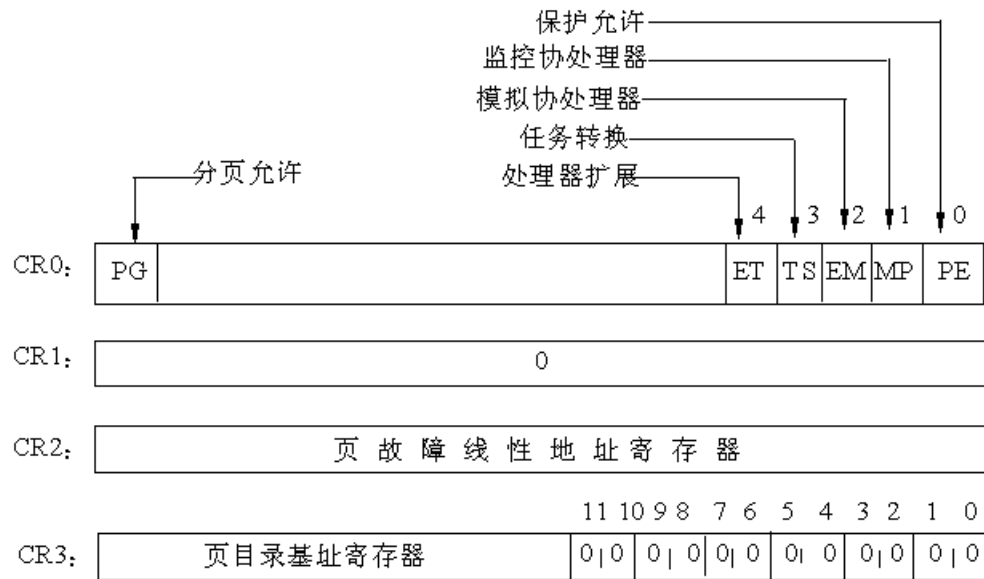 保护允许
监控协处理器
模拟协处理器
任务转换
分页允许
处理器扩展
4 3 2 1 0
CR0: PG ET TS EM MP PE
CR1: 0
CR2: 页故障线性地址寄存器
11 10 9 8 7 6 5 4 3 2 1 0
CR3: 页目录基址寄存器 0 0 0 0 0 0 0 0 0 0 0 0